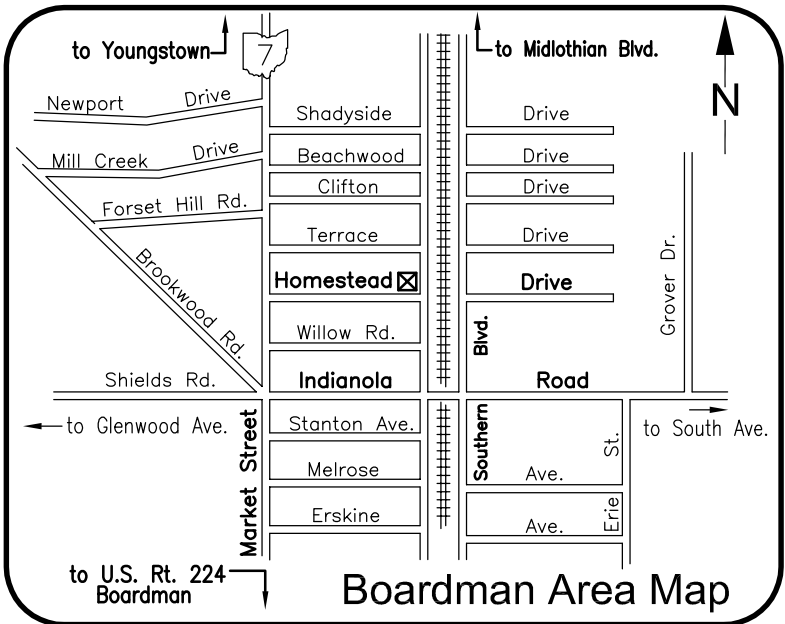 to Youngstown
7
to Midlothian Blvd.
N
Newport Drive
Shadyside Drive
Mill Creek Drive
Beachwood Drive
Clifton Drive
Forset Hill Rd.
Terrace Drive
Brookwood Rd.
Homestead Drive
Grover Dr.
Willow Rd.
Shields Rd.
Indianola Road
Southern Blvd.
to Glenwood Ave.
Market Street
Stanton Ave.
to South Ave.
Melrose Ave.
Erie St.
Erskine Ave.
to U.S. Rt. 224
Boardman
Boardman Area Map